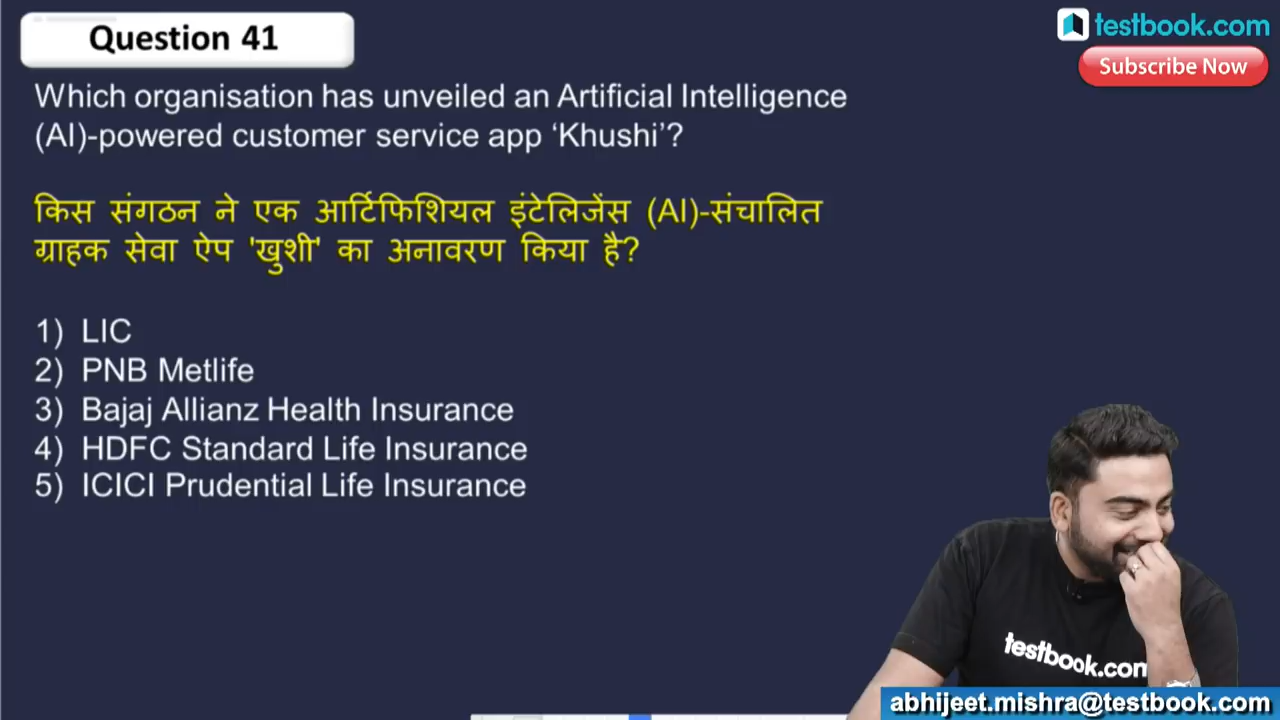 Question 41
testbook.com
Subscribe Now
Which organisation has unveiled an Artificial Intelligence
(AI)-powered customer service app ‘Khushi’?
किस संगठन ने एक आर्टिफिशियल इंटेलिजेंस (AI)-संचालित
ग्राहक सेवा ऐप 'खुशी' का अनावरण किया है?
1) LIC
2) PNB Metlife
3) Bajaj Allianz Health Insurance
4) HDFC Standard Life Insurance
5) ICICI Prudential Life Insurance
testbook.com
abhijeet.mishra@testbook.com